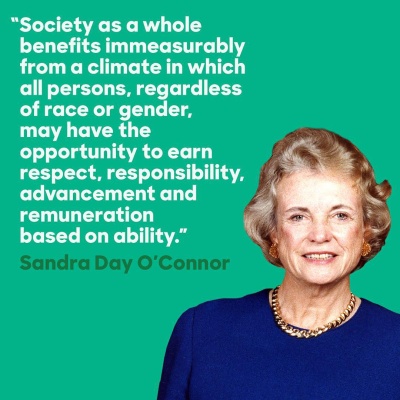 “Society as a whole
benefits immeasurably
from a climate in which
all persons, regardless
of race or gender,
may have the
opportunity to earn
respect, responsibility,
advancement and
remuneration
based on ability.”
Sandra Day O’Connor